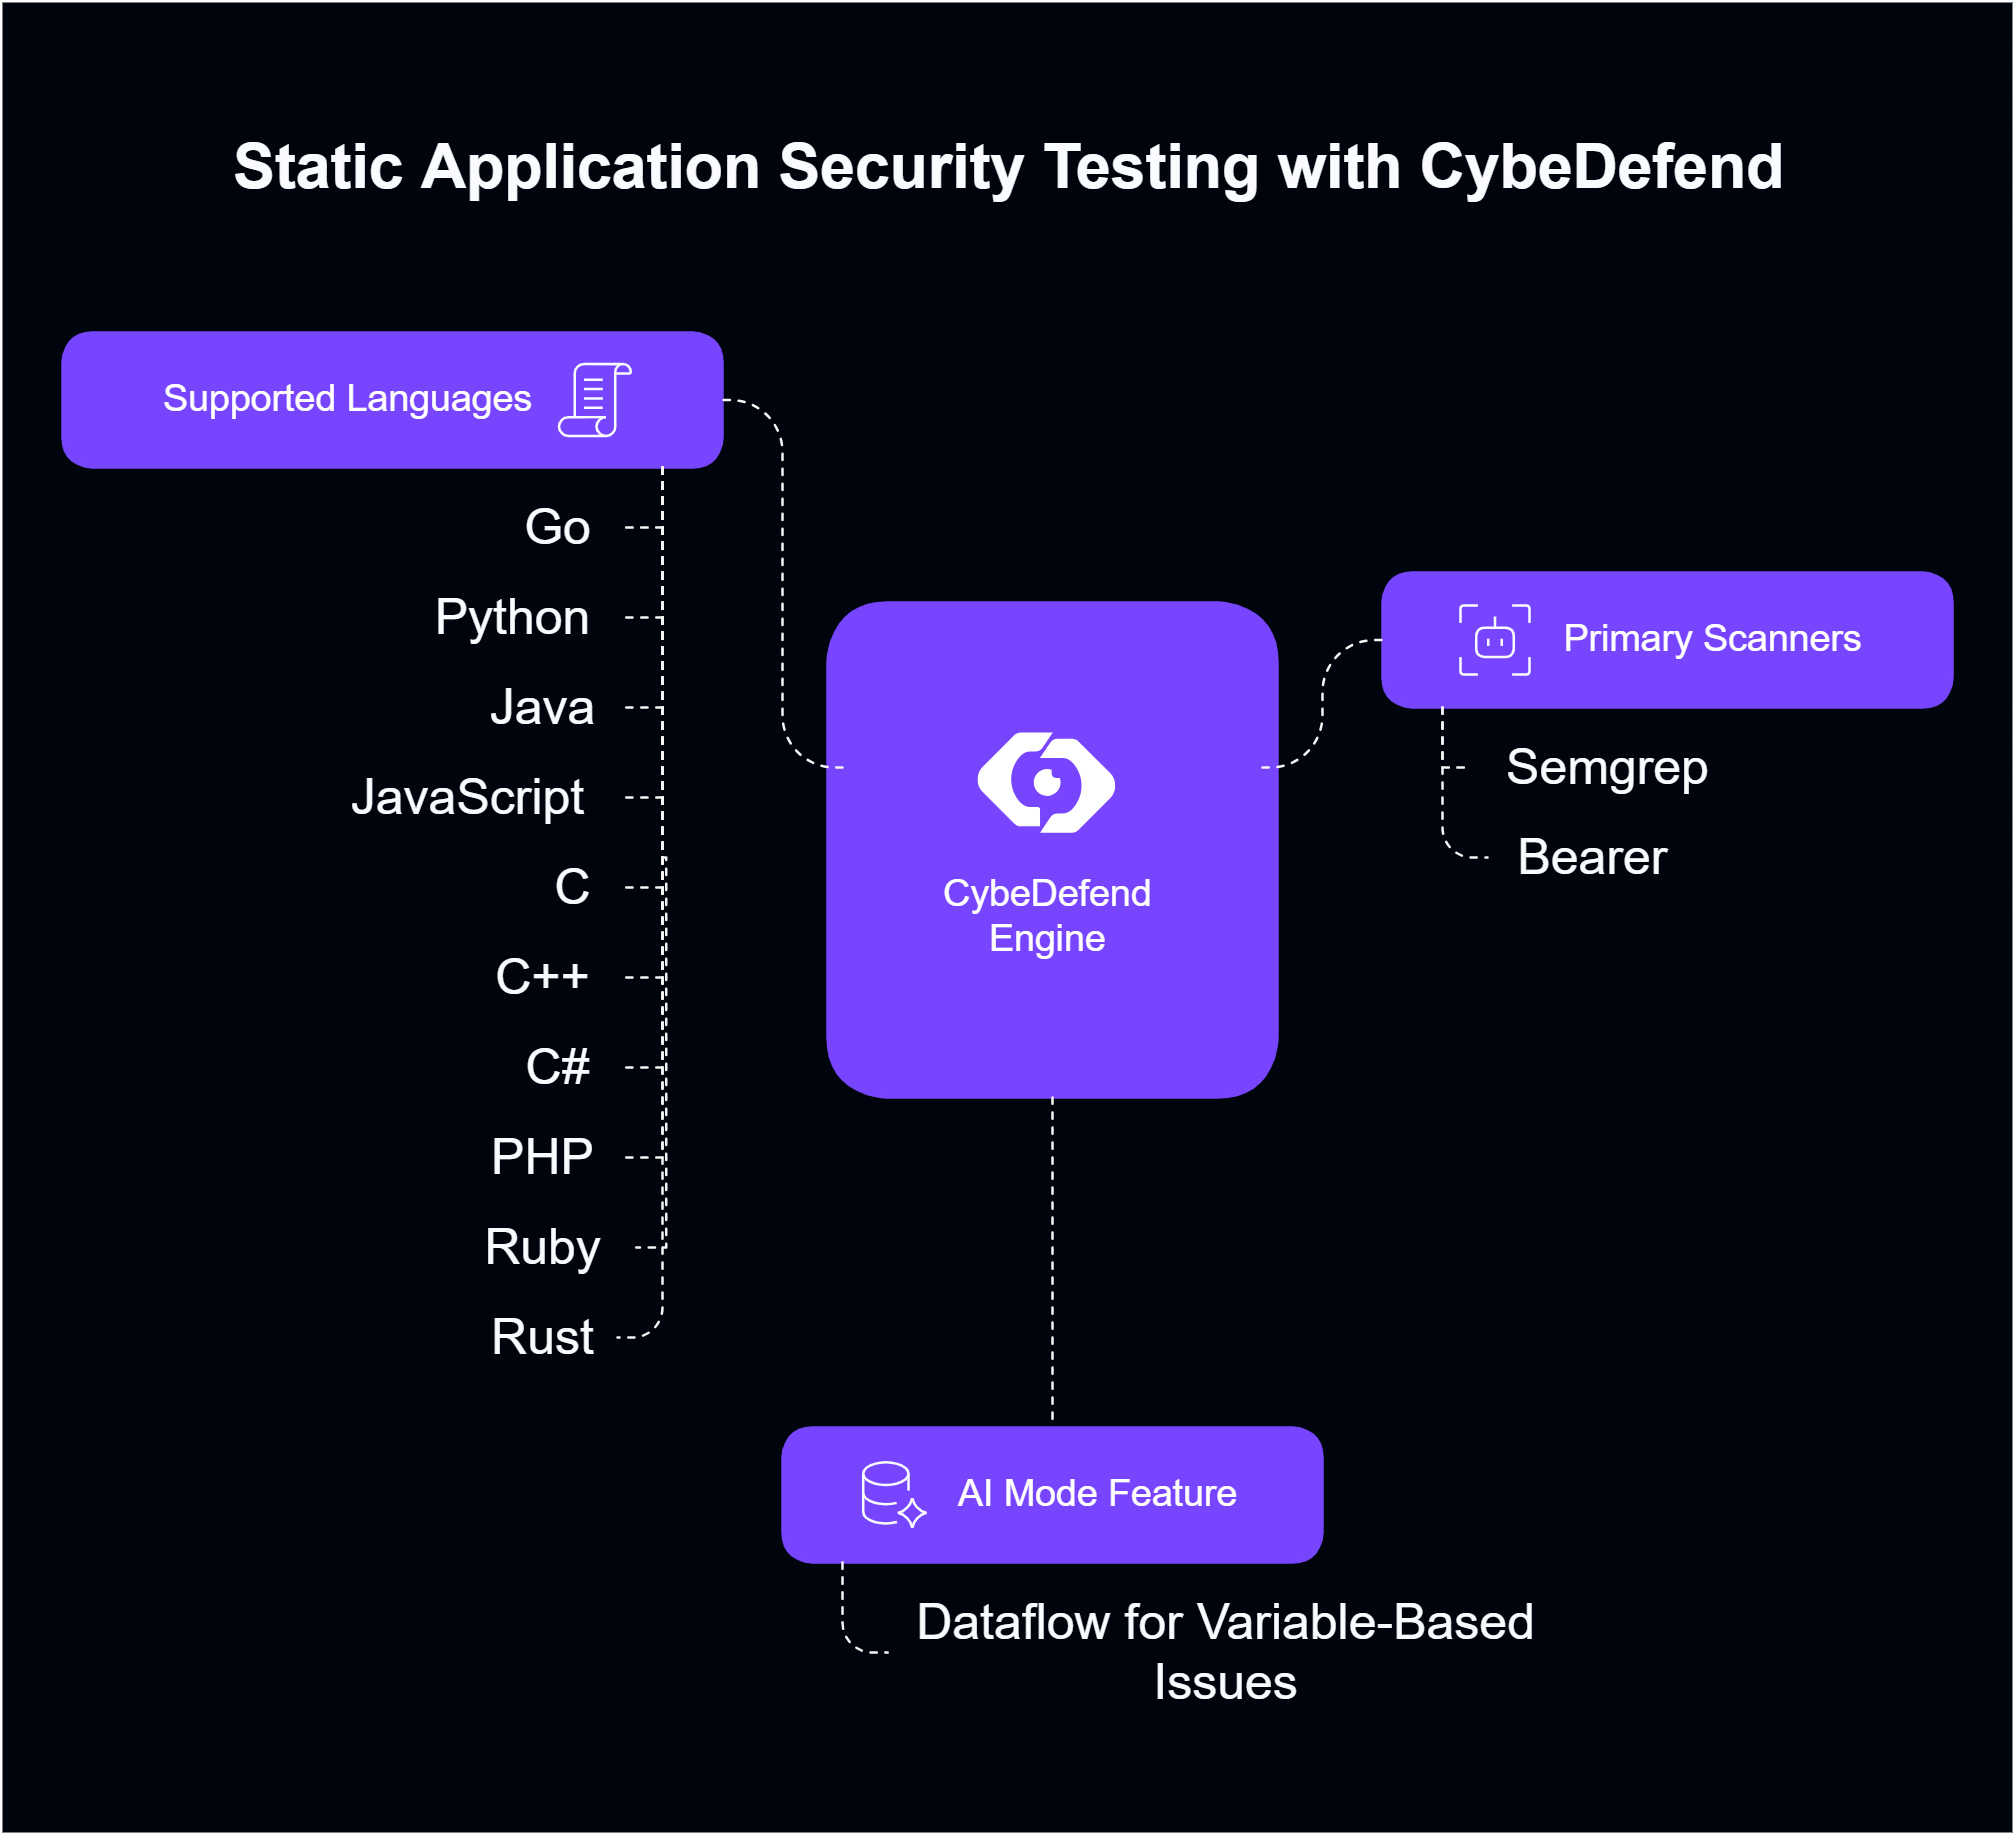 Static Application Security Testing with CybeDefend
Supported Languages
Go
Python
Java
JavaScript
C
C++
C#
PHP
Ruby
Rust
CybeDefend
Engine
Primary Scanners
Semgrep
Bearer
AI Mode Feature
Dataflow for Variable-Based
Issues